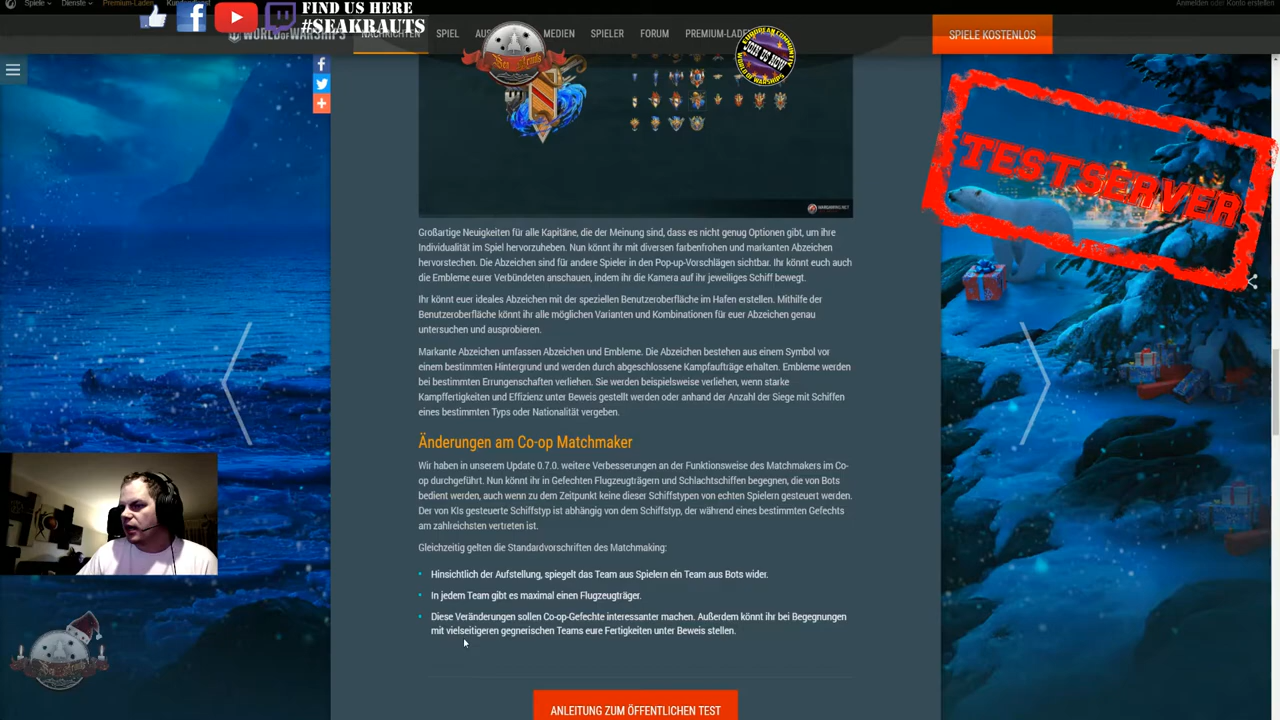 Spiele
Dienste
Premium-Laden
Anmelden oder Konto erstellen
FIND US HERE
#SEAKRAUTS
NACHRICHTEN
SPIEL
MEDIEN
SPIELER
FORUM
SPIELE KOSTENLOS
JOIN US NOW
TESTSERVER
WARGAMING.NET
Großartige Neuigkeiten für alle Kapitäne, die der Meinung sind, dass es nicht genug Optionen gibt, um ihre
Individualität im Spiel hervorzuheben. Nun könnt ihr mit diversen farbenfrohen und markanten Abzeichen
hervorstechen. Die Abzeichen sind für andere Spieler in den Pop-up-Vorschlägen sichtbar. Ihr könnt euch auch
die Embleme eurer Verbündeten anschauen, indem ihr die Kamera auf ihr jeweiliges Schiff bewegt.
Ihr könnt euer ideales Abzeichen mit der speziellen Benutzeroberfläche im Hafen erstellen. Mithilfe der
Benutzeroberfläche könnt ihr alle möglichen Varianten und Kombinationen für euer Abzeichen genau
untersuchen und ausprobieren.
Markante Abzeichen umfassen Abzeichen und Embleme. Die Abzeichen bestehen aus einem Symbol vor
einem bestimmten Hintergrund und werden durch abgeschlossene Kampfaufträge erhalten. Embleme werden
bei bestimmten Errungenschaften verliehen. Sie werden beispielsweise verliehen, wenn starke
Kampffertigkeiten und Effizienz unter Beweis gestellt werden oder anhand der Anzahl der Siege mit Schiffen
eines bestimmten Typs oder Nationalität vergeben.
Änderungen am Co-op Matchmaker
Wir haben in unserem Update 0.7.0. weitere Verbesserungen an der Funktionsweise des Matchmakers im Co-
op durchgeführt. Nun könnt ihr in Gefechten Flugzeugträgern und Schlachtschiffen begegnen, die von Bots
bedient werden, auch wenn zu dem Zeitpunkt keine dieser Schiffstypen von echten Spielern gesteuert werden.
Der von KIs gesteuerte Schiffstyp ist abhängig von dem Schiffstyp, der während eines bestimmten Gefechts
am zahlreichsten vertreten ist.
Gleichzeitig gelten die Standardvorschriften des Matchmaking:
Hinsichtlich der Aufstellung, spiegelt das Team aus Spielern ein Team aus Bots wider.
In jedem Team gibt es maximal einen Flugzeugträger.
Diese Veränderungen sollen Co-op-Gefechte interessanter machen. Außerdem könnt ihr bei Begegnungen
mit vielseitigeren gegnerischen Teams eure Fertigkeiten unter Beweis stellen.
ANLEITUNG ZUM ÖFFENTLICHEN TEST